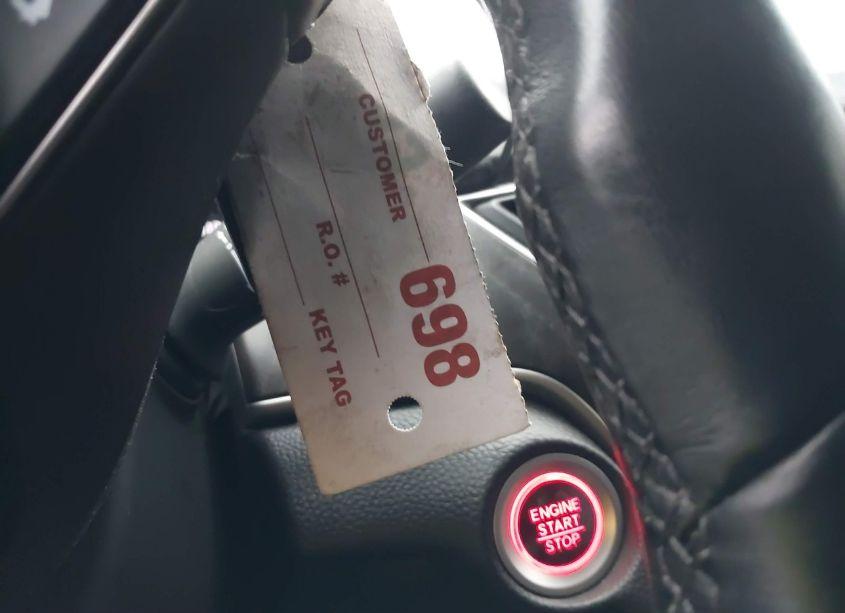 CUSTOMER
R.O. #
KEY TAG
698
ENGINE
START
STOP